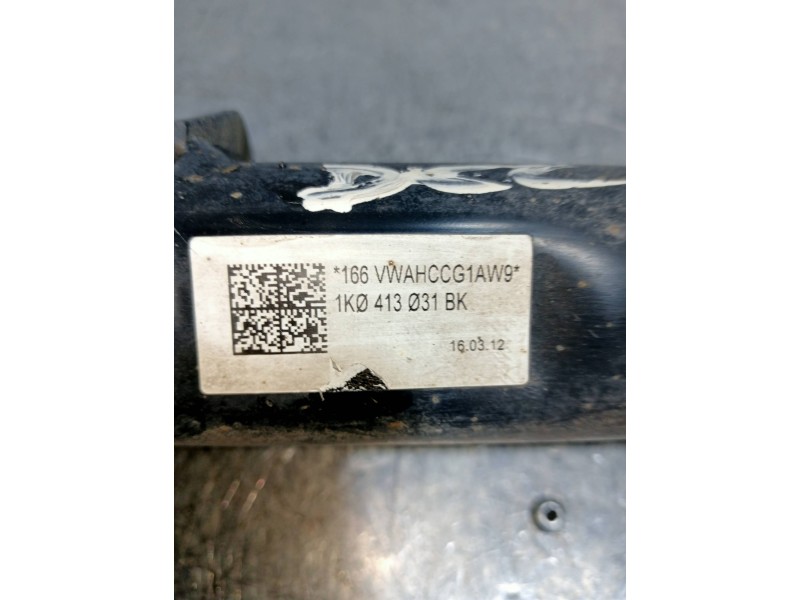 *166 VWAHCCG1AW9*
1KØ 413 Ø31 BK
16.03.12